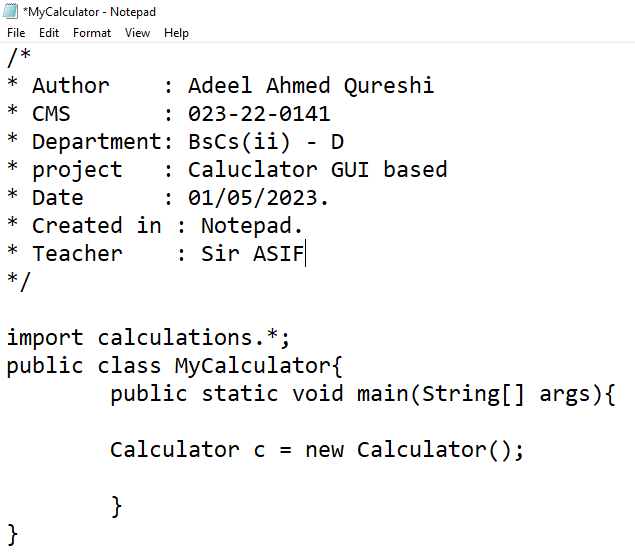 *MyCalculator - Notepad
File Edit Format View Help
/*
* Author    : Adeel Ahmed Qureshi
* CMS       : 023-22-0141
* Department: BsCs(ii) - D
* project   : Caluclator GUI based
* Date      : 01/05/2023.
* Created in : Notepad.
* Teacher    : Sir ASIF
*/

import calculations.*;
public class MyCalculator{
        public static void main(String[] args){

        Calculator c = new Calculator();

        }
}